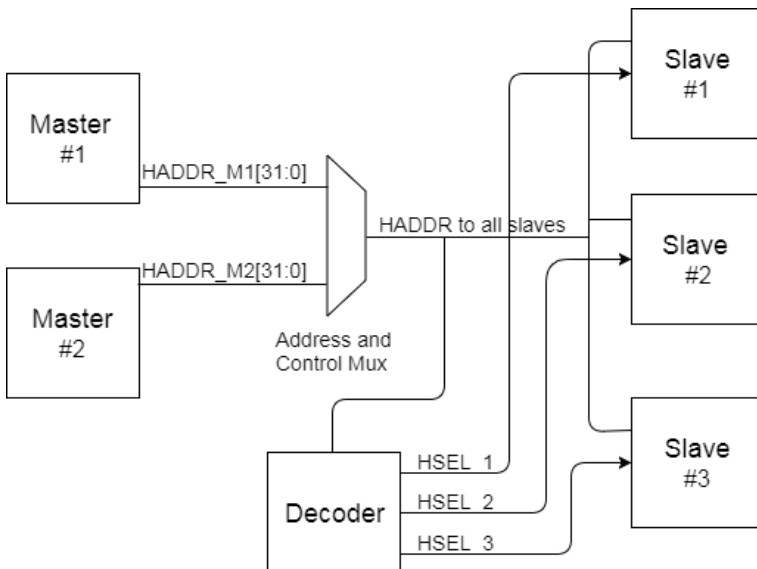 Slave
#1
Master
#1
HADDR_M1[31:0]
HADDR to all slaves
Slave
#2
HADDR_M2[31:0]
Master
#2
Address and
Control Mux
Slave
#3
HSEL_1
HSEL_2
HSEL_3
Decoder